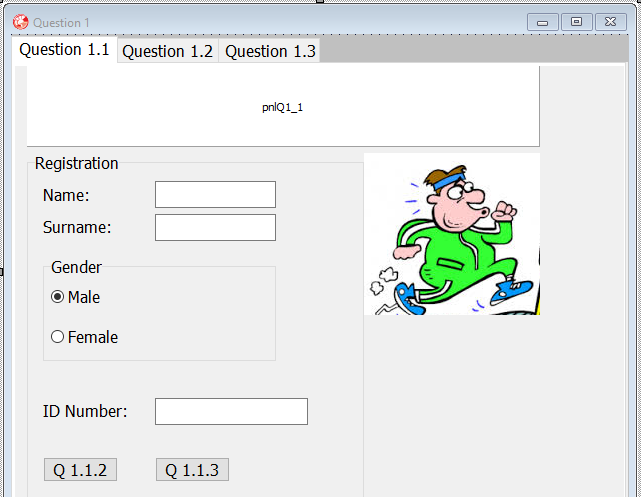 Question 1
Question 1.1 Question 1.2 Question 1.3
pnlQ1_1
Registration
Name:
Surname:
Gender
Male
Female
ID Number:
Q 1.1.2 Q 1.1.3